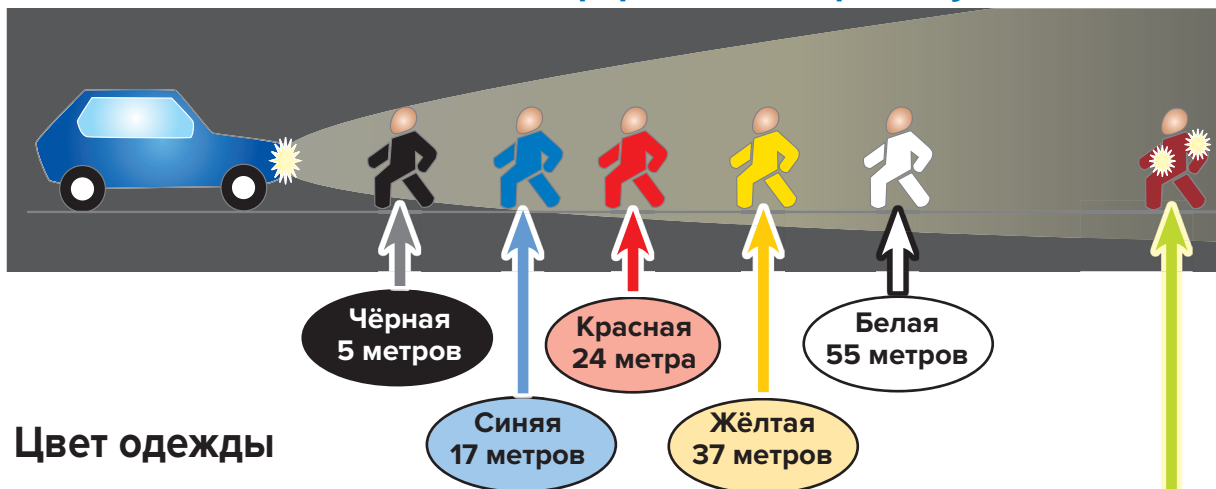 Чёрная
5 метров
Красная
24 метра
Белая
55 метров
Синяя
17 метров
Жёлтая
37 метров
Цвет одежды